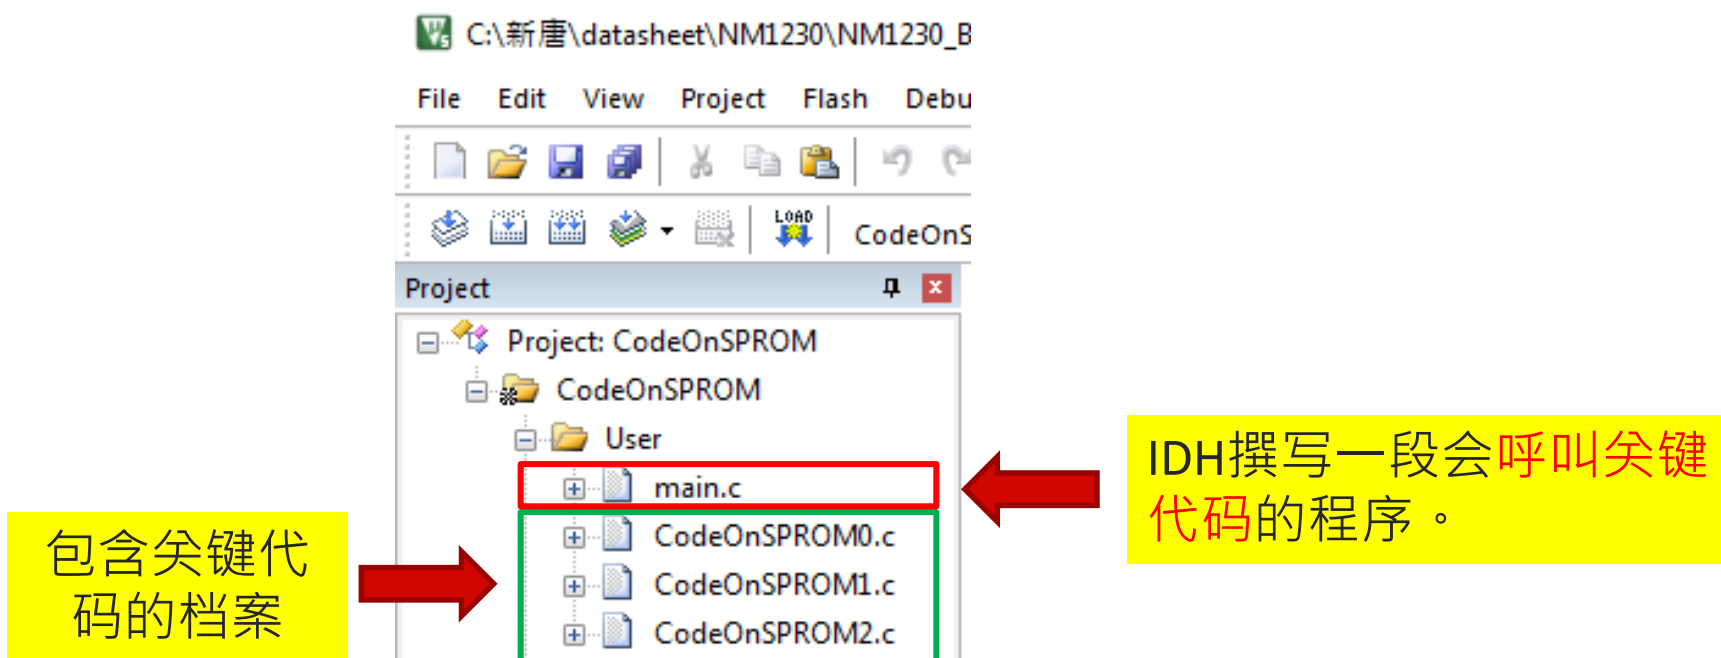 C:\新唐\datasheet\NM1230\NM1230_B
File Edit View Project Flash Debu
LOAD
CodeOnS
Project
Project: CodeOnSPROM
CodeOnSPROM
User
main.c
CodeOnSPROM0.c
CodeOnSPROM1.c
CodeOnSPROM2.c
IDH撰写一段会呼叫关键
代码的程序。
包含关键代
码的档案